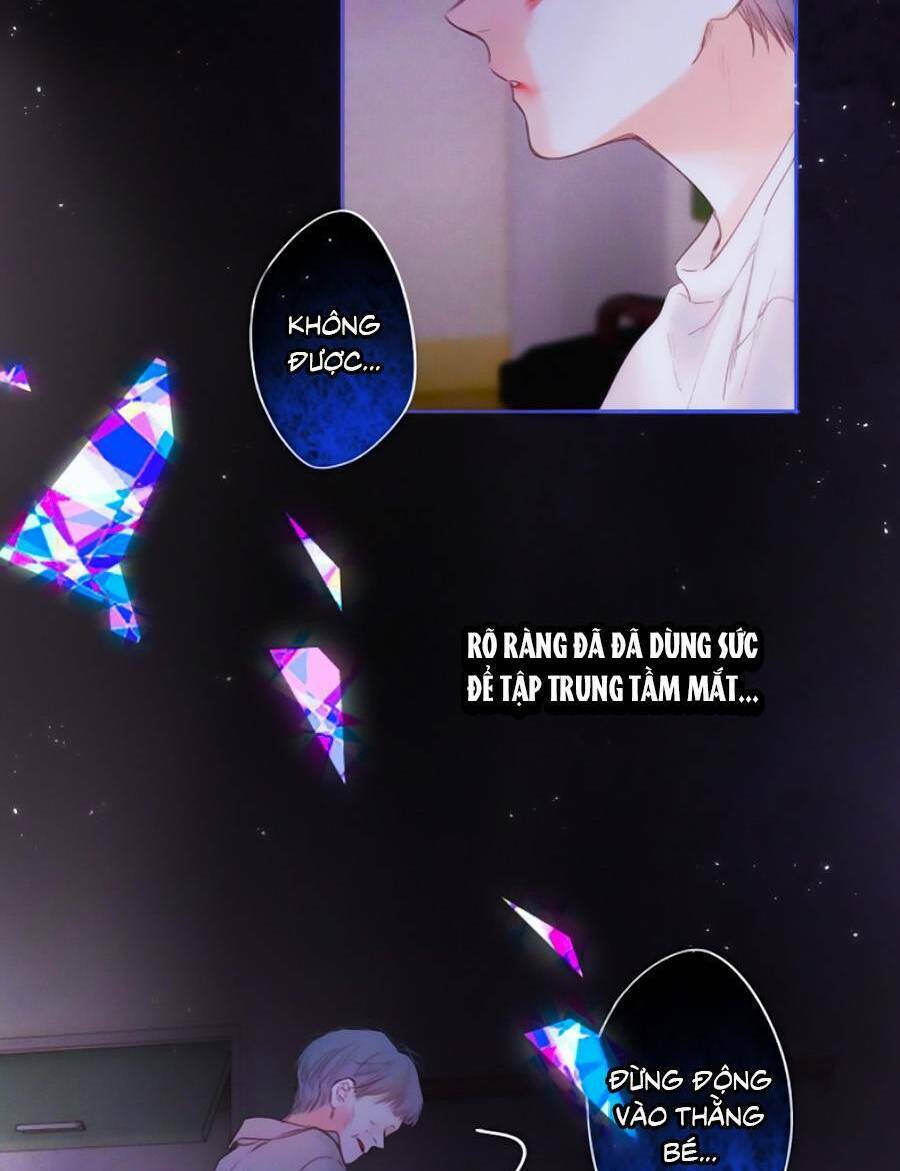 KHÔNG
ĐƯỢC...
RÕ RÀNG ĐÃ ĐÃ DÙNG SỨC
ĐỂ TẬP TRUNG TẦM MẮT...
ĐỪNG ĐỘNG
VÀO THẰNG
BÉ...